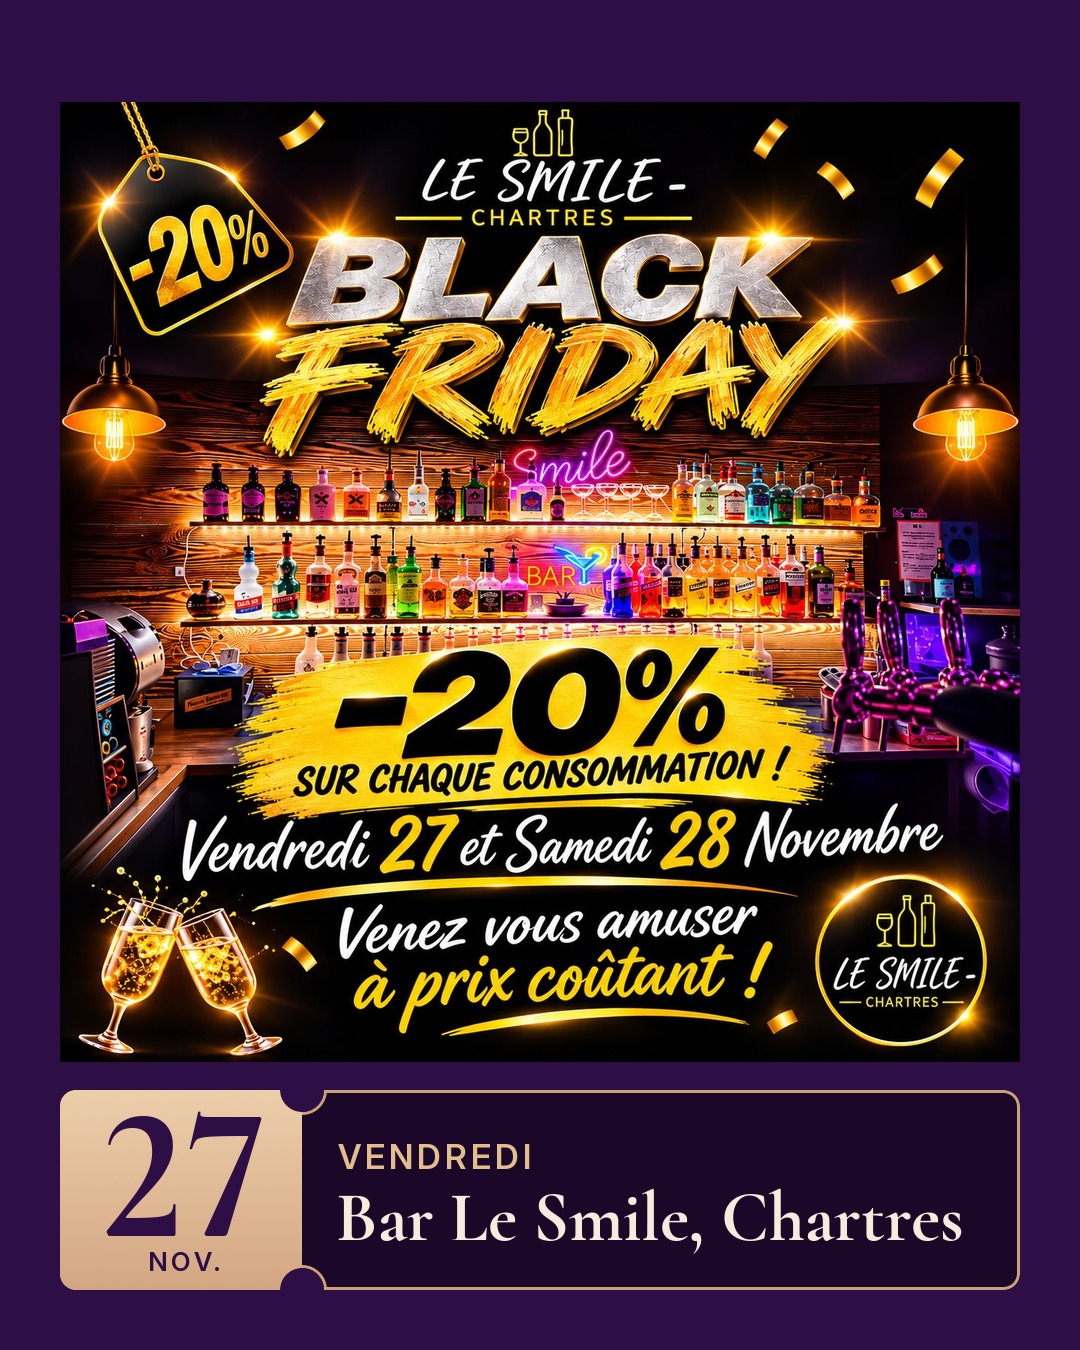 -20%
LE SMILE -
CHARTRES
BLACK
FRIDAY
Smile
BAR
-20%
SUR CHAQUE CONSOMMATION !
Vendredi 27 et Samedi 28 Novembre
Venez vous amuser
à prix coûtant !
LE SMILE -
CHARTRES
27
NOV.
VENDREDI
Bar Le Smile, Chartres